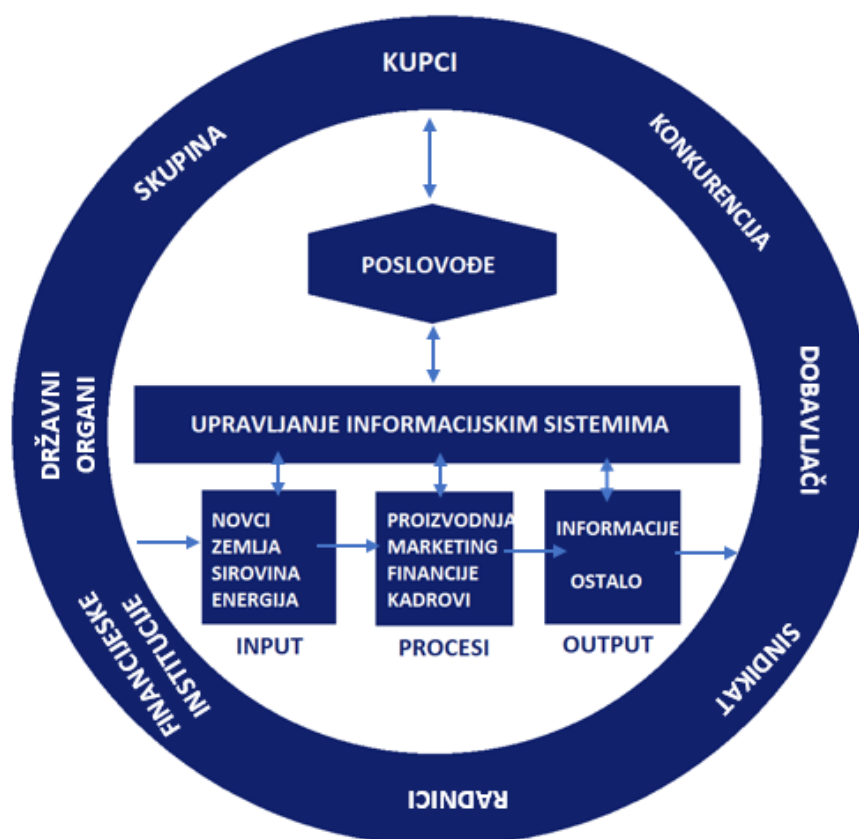 KUPCI
KONKURENCIJA
DOBAVLJAČI
SINDIKAT
RADNICI
FINANCIJESKE
INSTITUCIJE
DRŽAVNI
ORGANI
SKUPINA
POSLOVOĐE
UPRAVLJANJE INFORMACIJSKIM SISTEMIMA
NOVCI
ZEMLJA
SIROVINA
ENERGIJA
INPUT
PROIZVODNJA
MARKETING
FINANCIJE
KADROVI
PROCESI
INFORMACIJE
OSTALO
OUTPUT